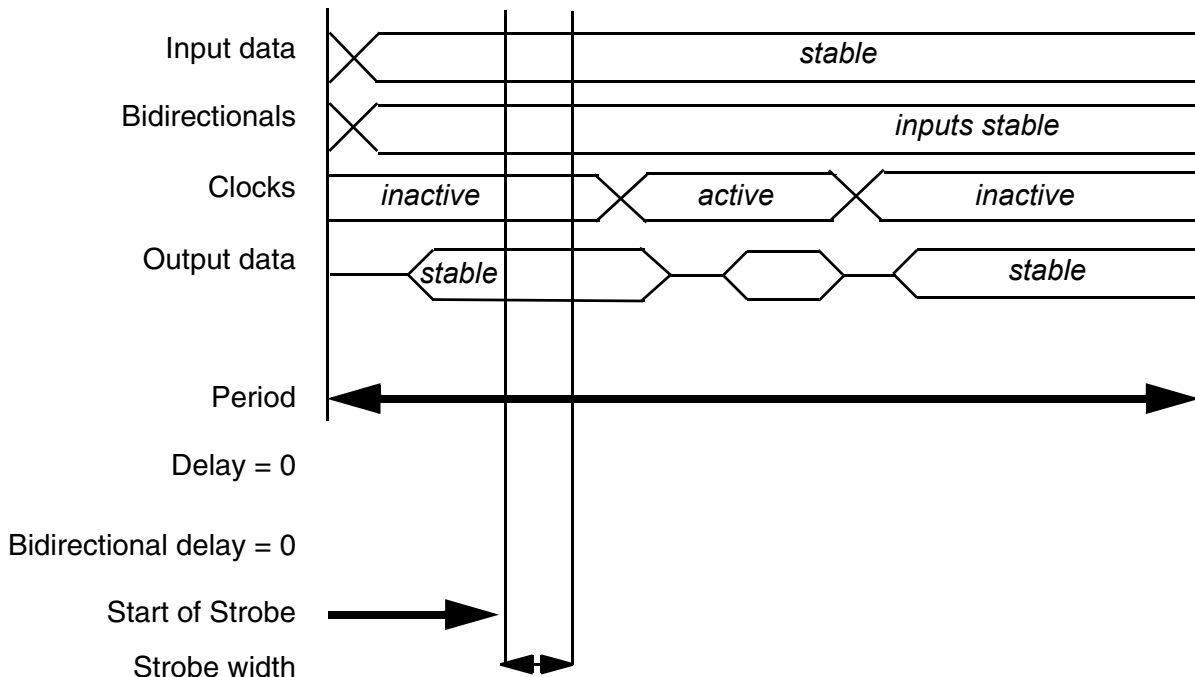 Input data
stable
Bidirectionals
inputs stable
Clocks
inactive
active
inactive
Output data
stable
stable
Period
Delay = 0
Bidirectional delay = 0
Start of Strobe
Strobe width